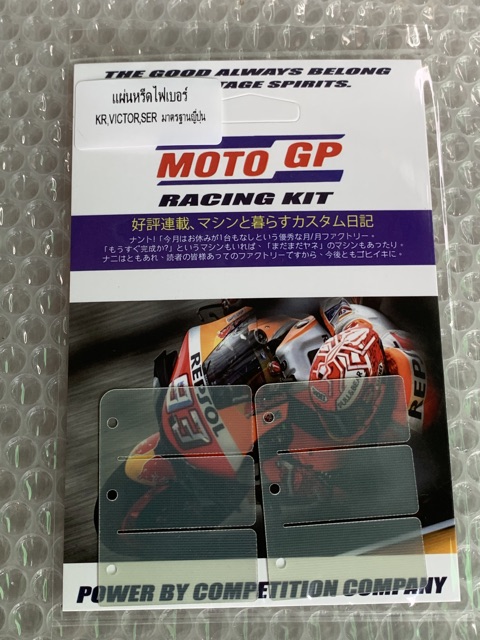 THE GOOD ALWAYS BELONG
TAGE SPIRITS.
แผ่นหรีดไฟเบอร์
KR,VICTOR,SER มาตรฐานญี่ปุ่น
MOTO GP
RACING KIT
好評連載、マシンと暮らすカスタム日記
ナント!「今月はお休みが1台もなしという優秀な月/月ファクトリー。
「もうすぐ完成か?」というマシンもいれば、「まだまだヤネ」のマシンもあったり。
ナニはともあれ、読者の皆様あってのファクトリーてすから、今後ともゴヒイキに。
REPSOL
93
REPSOL
POWER BY COMPETITION COMPANY